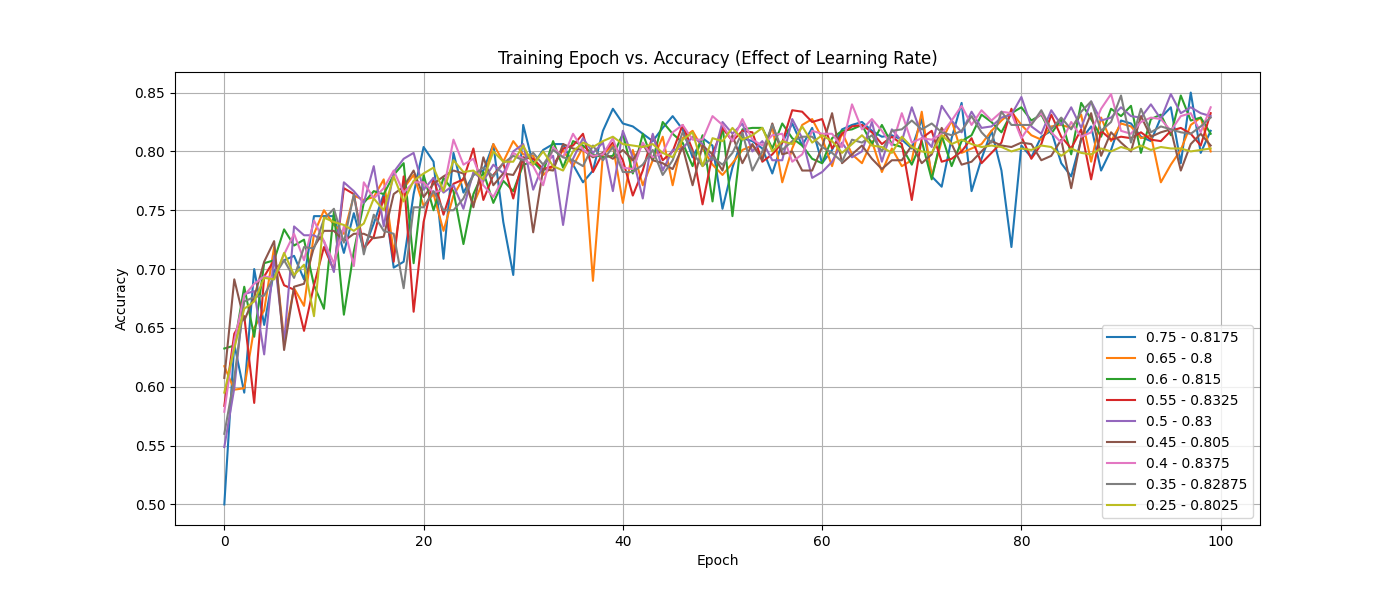 Training Epoch vs. Accuracy (Effect of Learning Rate)
Accuracy
0.85
0.80
0.75
0.70
0.65
0.60
0.55
0.50
0.75 - 0.8175
0.65 - 0.8
0.6 - 0.815
0.55 - 0.8325
0.5 - 0.83
0.45 - 0.805
0.4 - 0.8375
0.35 - 0.82875
0.25 - 0.8025
0 20 40 60 80 100
Epoch